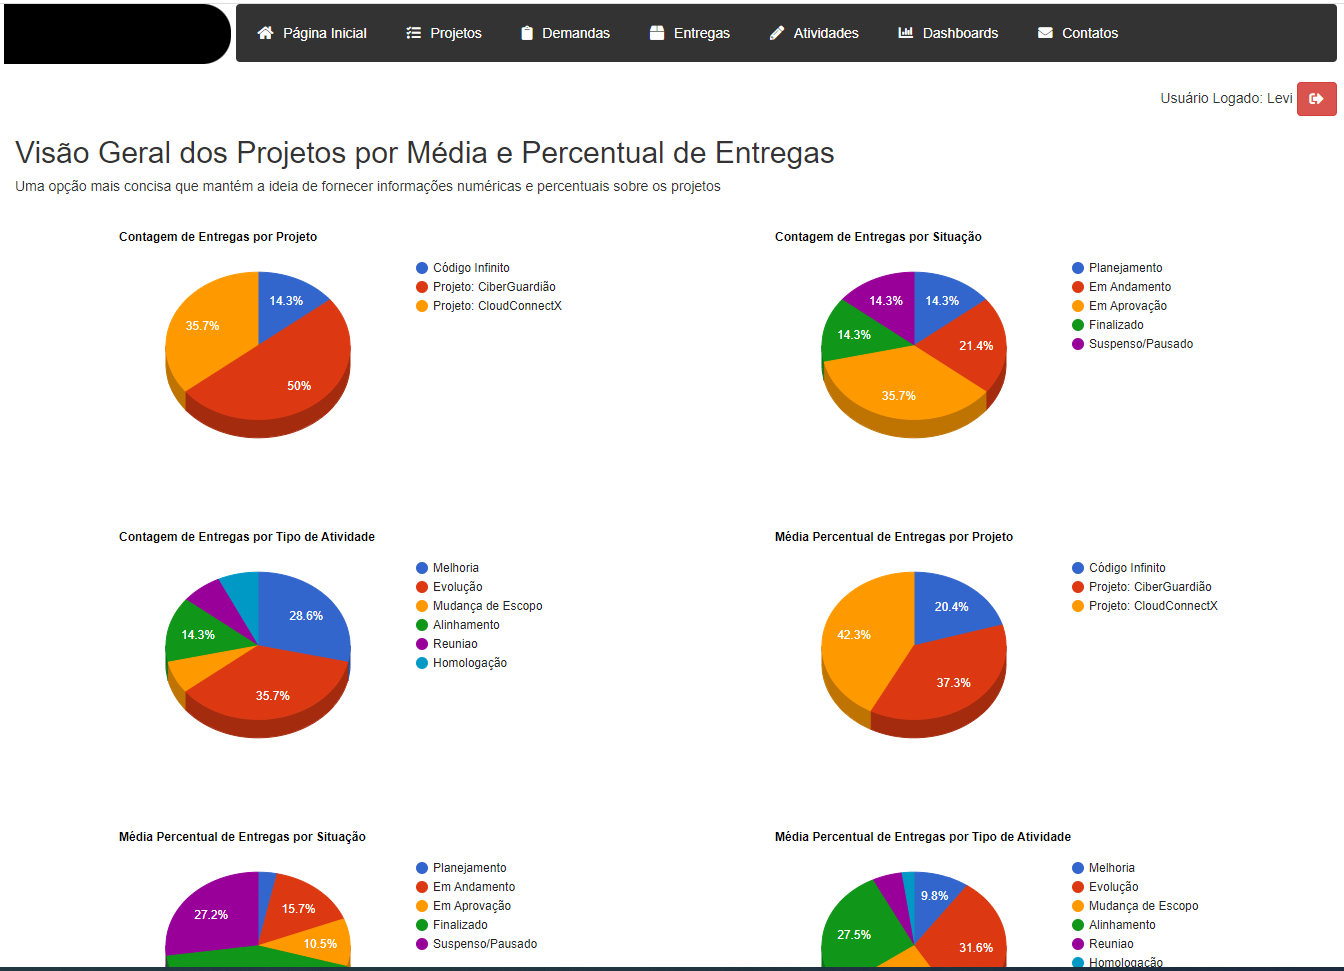 Página Inicial Projetos Demandas Entregas Atividades Dashboards Contatos
Usuário Logado: Levi
Visão Geral dos Projetos por Média e Percentual de Entregas
Uma opção mais concisa que mantém a ideia de fornecer informações numéricas e percentuais sobre os projetos
Contagem de Entregas por Projeto
14.3%
35.7%
50%
Código Infinito
Projeto: CiberGuardião
Projeto: CloudConnectX
Contagem de Entregas por Situação
14.3% 14.3%
14.3% 21.4%
35.7%
Planejamento
Em Andamento
Em Aprovação
Finalizado
Suspenso/Pausado
Contagem de Entregas por Tipo de Atividade
28.6%
14.3%
35.7%
Melhoria
Evolução
Mudança de Escopo
Alinhamento
Reuniao
Homologação
Média Percentual de Entregas por Projeto
20.4%
42.3%
37.3%
Código Infinito
Projeto: CiberGuardião
Projeto: CloudConnectX
Média Percentual de Entregas por Situação
27.2% 15.7%
10.5%
Planejamento
Em Andamento
Em Aprovação
Finalizado
Suspenso/Pausado
Média Percentual de Entregas por Tipo de Atividade
9.8%
27.5%
31.6%
Melhoria
Evolução
Mudança de Escopo
Alinhamento
Reuniao
Homologação